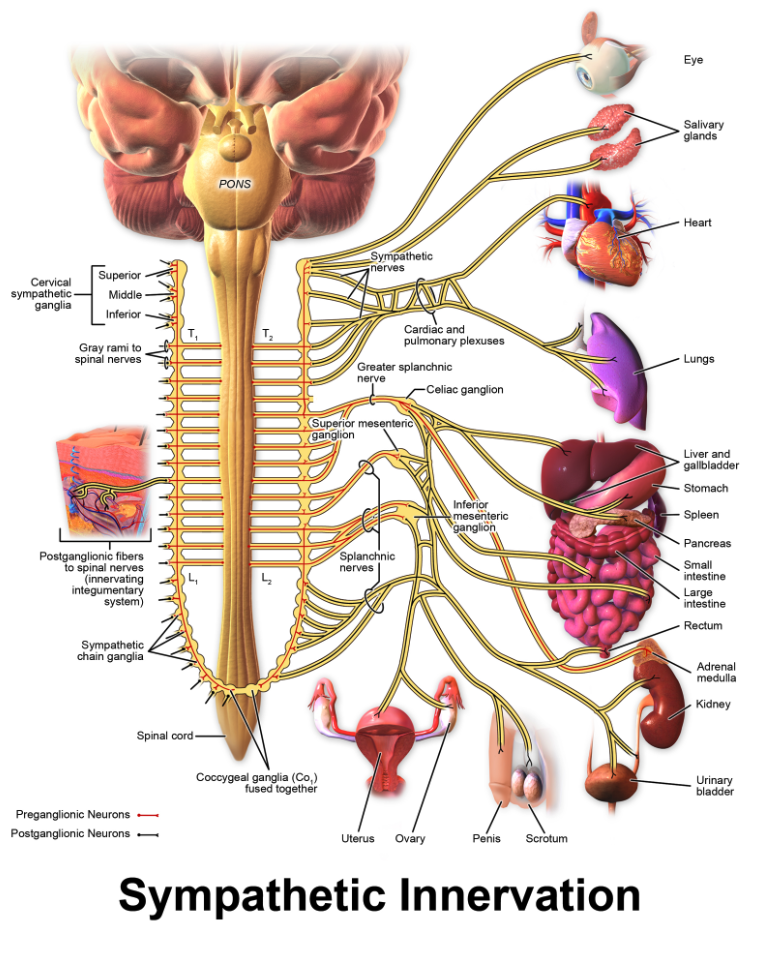 Eye
Salivary
glands
PONS
Heart
Sympathetic
nerves
Cervical
sympathetic
ganglia
Superior
Middle
Inferior
T1
T2
Cardiac and
pulmonary plexuses
Gray rami to
spinal nerves
Lungs
Greater splanchnic
nerve
Celiac ganglion
Superior mesenteric
ganglion
Liver and
gallbladder
Stomach
Spleen
Inferior
mesenteric
ganglion
Pancreas
Postganglionic fibers
to spinal nerves
(innervating
integumentary
system)
Splanchnic
nerves
Small
intestine
L1
L2
Large
intestine
Rectum
Sympathetic
chain ganglia
Adrenal
medulla
Kidney
Spinal cord
Coccygeal ganglia (Co1)
fused together
Urinary
bladder
Preganglionic Neurons
Postganglionic Neurons
Uterus
Ovary
Penis
Scrotum
Sympathetic Innervation